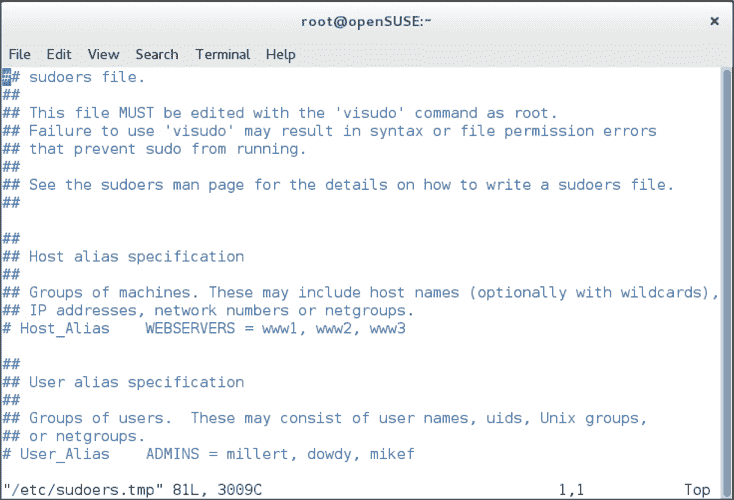 root@openSUSE:~
×
File Edit View Search Terminal Help
## sudoers file.
##
## This file MUST be edited with the 'visudo' command as root.
## Failure to use 'visudo' may result in syntax or file permission errors
## that prevent sudo from running.
##
## See the sudoers man page for the details on how to write a sudoers file.
##
##
## Host alias specification
##
## Groups of machines. These may include host names (optionally with wildcards),
## IP addresses, network numbers or netgroups.
# Host_Alias    WEBSERVERS = www1, www2, www3
##
## User alias specification
##
## Groups of users.  These may consist of user names, uids, Unix groups,
## or netgroups.
# User_Alias    ADMINS = millert, dowdy, mikef
"/etc/sudoers.tmp" 81L, 3009C    1,1    Top